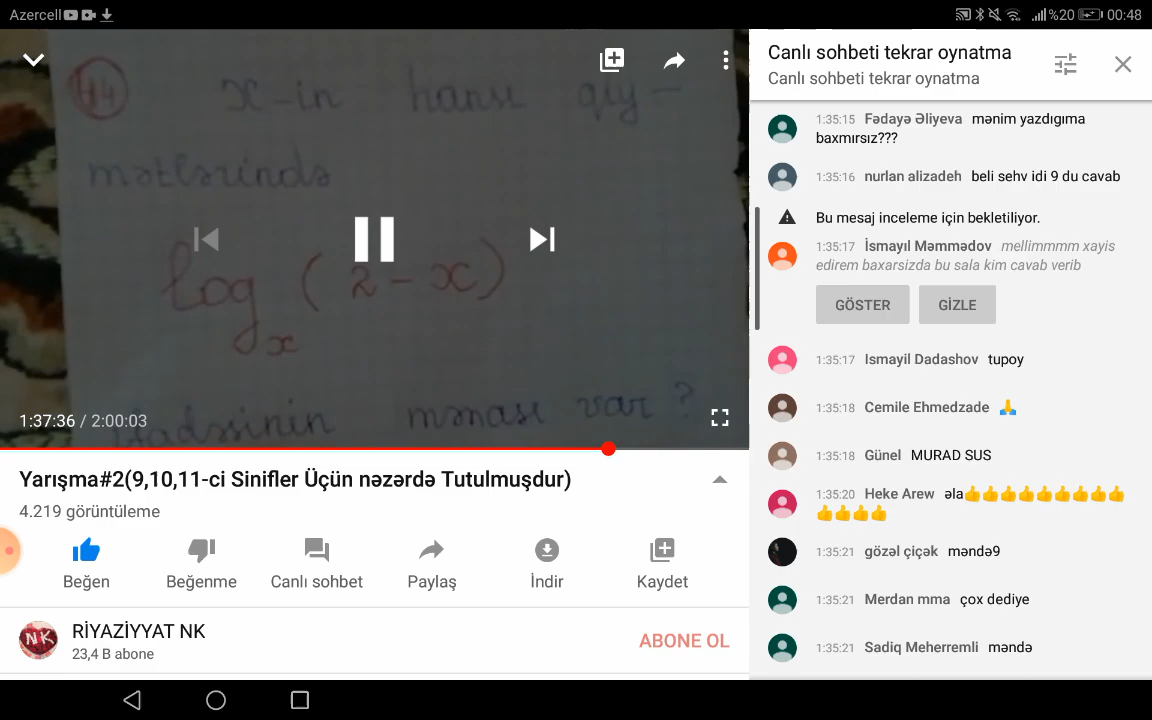 Azercell
%20 00:48
44 x-in hansı qiy-
mətlərində
log x (2-x)
ifadəsinin mənası var?
1:37:36 / 2:00:03
Yarışma#2(9,10,11-ci Sinifler Üçün nəzərdə Tutulmuşdur)
4.219 görüntüleme
Beğen Beğenme Canlı sohbet Paylaş İndir Kaydet
NK
RİYAZİYYAT NK
23,4 B abone
ABONE OL
Canlı sohbeti tekrar oynatma
Canlı sohbeti tekrar oynatma
1:35:15 Fədayə Əliyeva mənim yazdıgıma
baxmırsız???
1:35:16 nurlan alizadeh beli sehv idi 9 du cavab
Bu mesaj inceleme için bekletiliyor.
1:35:17 İsmayıl Məmmədov mellimmmm xayis
edirem baxarsizda bu sala kim cavab verib
GÖSTER GİZLE
1:35:17 Ismayil Dadashov tupoy
1:35:18 Cemile Ehmedzade 🙏
1:35:18 Günel MURAD SUS
1:35:20 Heke Arew əla👍👍👍👍👍👍👍👍👍
👍👍👍👍
1:35:21 gözəl çiçək məndə9
1:35:21 Merdan mma çox dediye
1:35:21 Sadiq Meherremli məndə